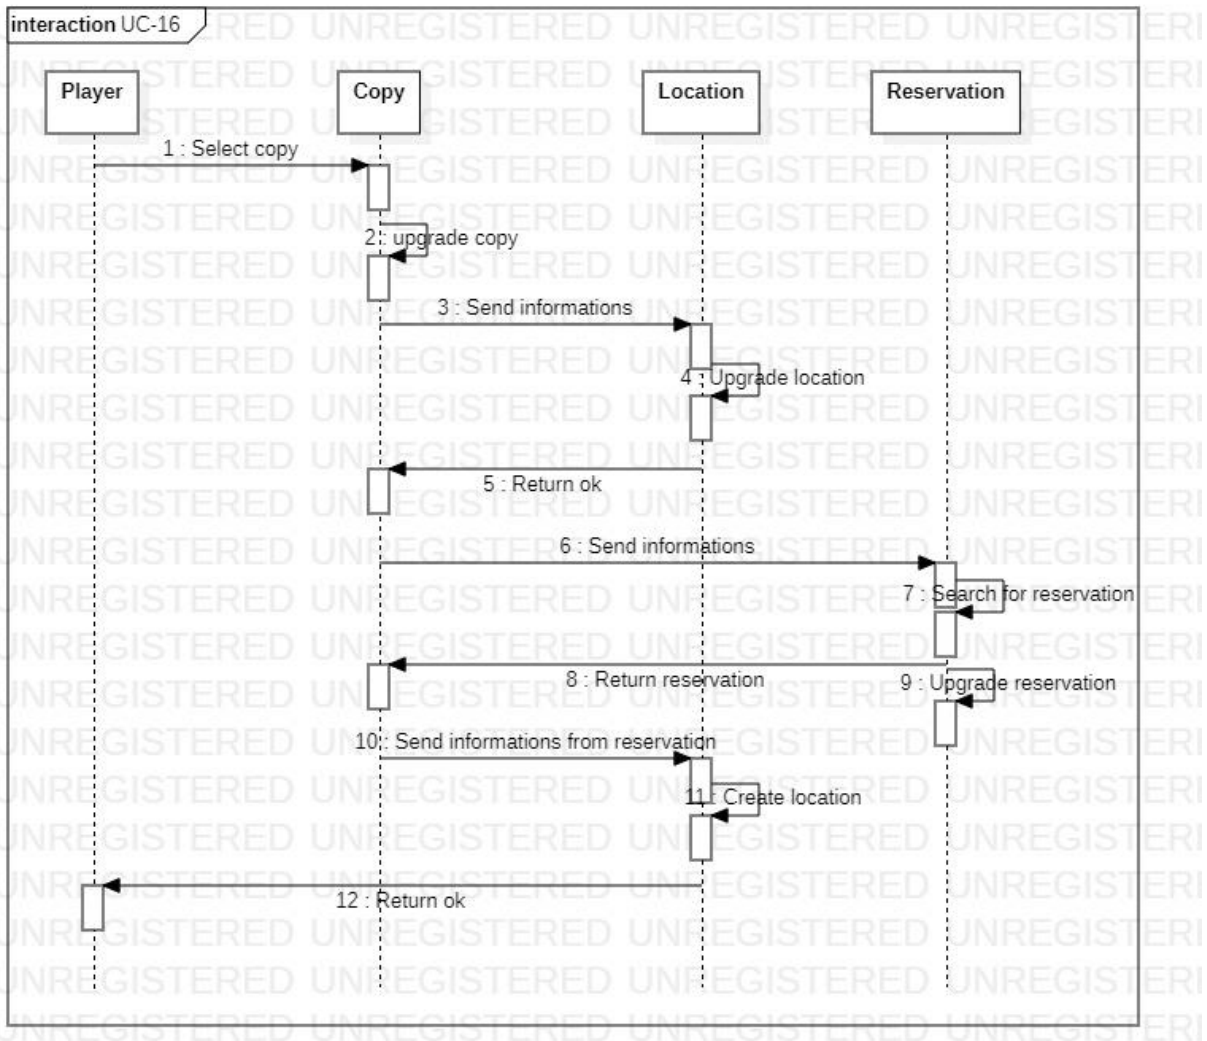 interaction UC-16
Player
Copy
Location
Reservation
1 : Select copy
2 : upgrade copy
3 : Send informations
4 : Upgrade location
5 : Return ok
6 : Send informations
7 : Search for reservation
8 : Return reservation
9 : Upgrade reservation
10 : Send informations from reservation
11 : Create location
12 : Return ok
UNREGISTERED